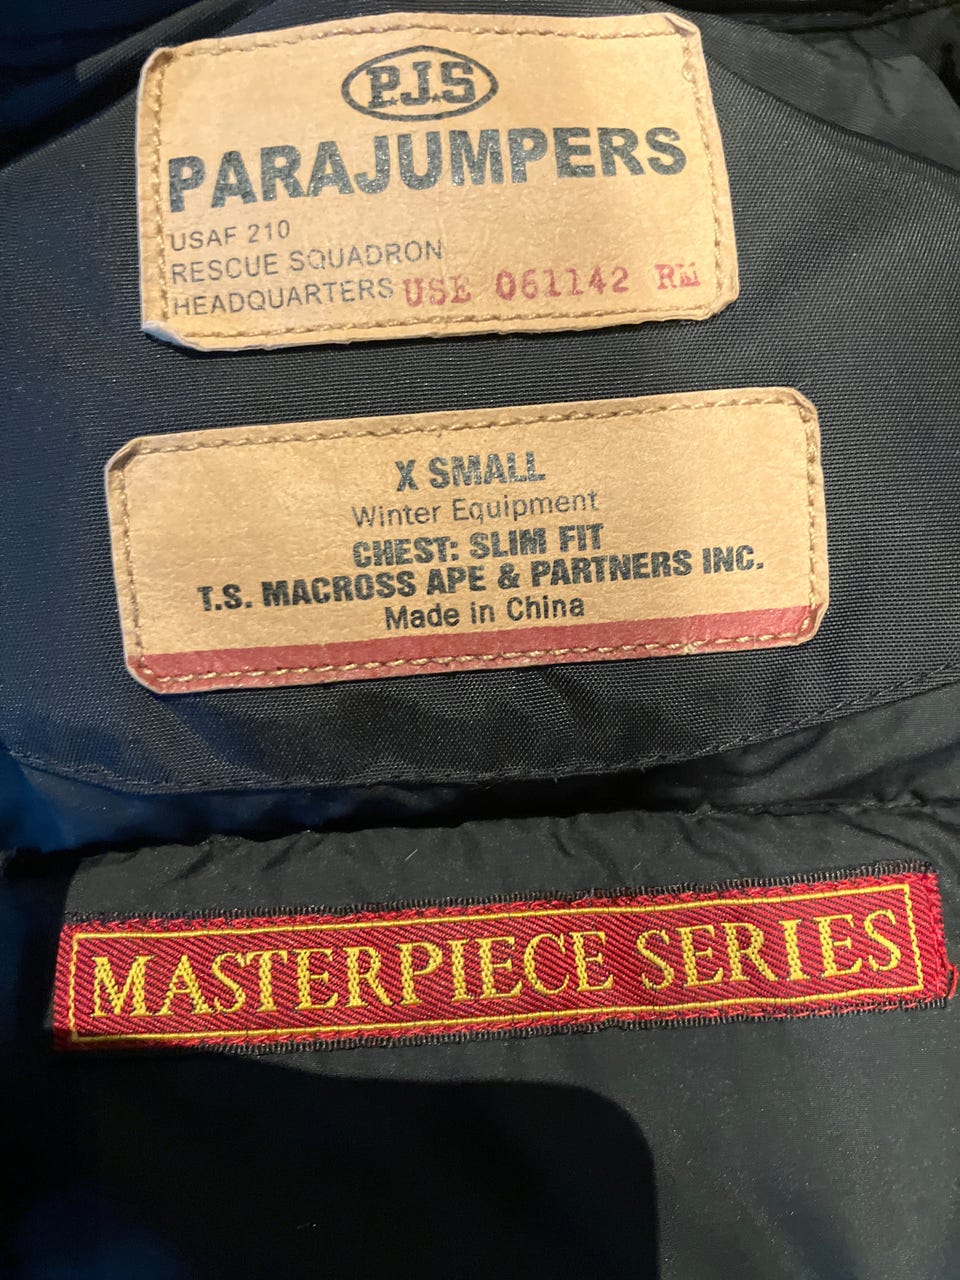 P.J.S
PARAJUMPERS
USAF 210
RESCUE SQUADRON
HEADQUARTERS USE 061142 RM
X SMALL
Winter Equipment
CHEST: SLIM FIT
T.S. MACROSS APE & PARTNERS INC.
Made in China
MASTERPIECE SERIES